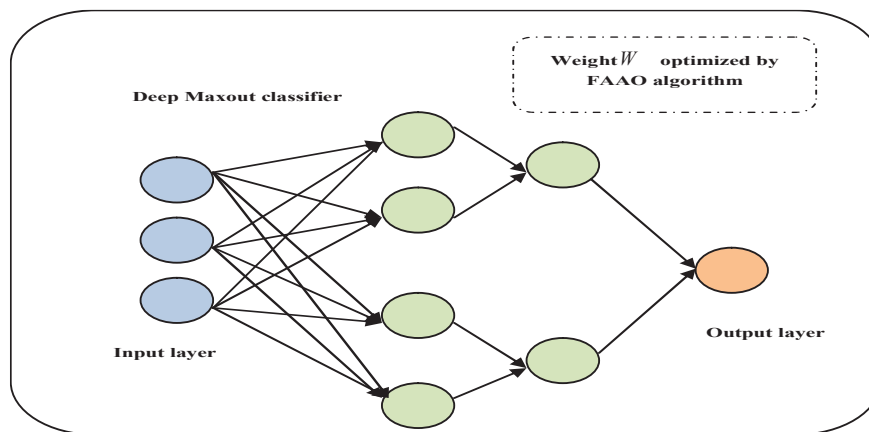 Weight W optimized by
FAAO algorithm
Deep Maxout classifier
Output layer
Input layer